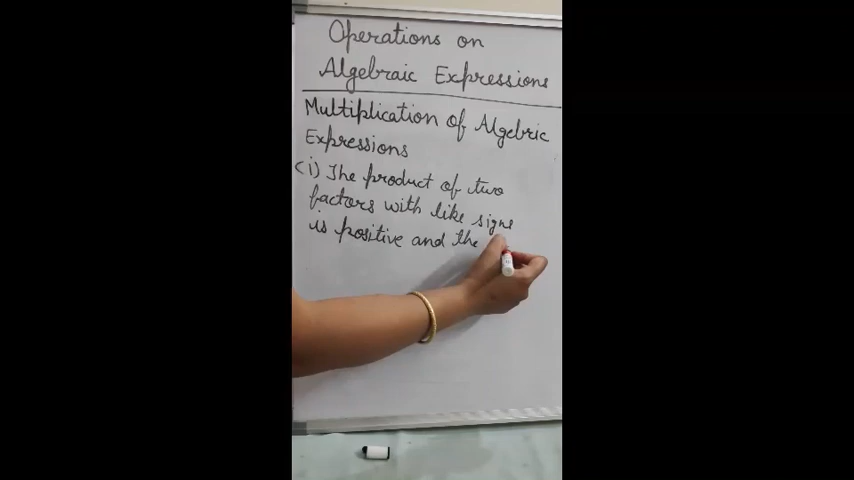 Operations on
Algebraic Expressions
Multiplication of Algebric
Expressions
(i) The product of two
factors with like signs
is positive and the